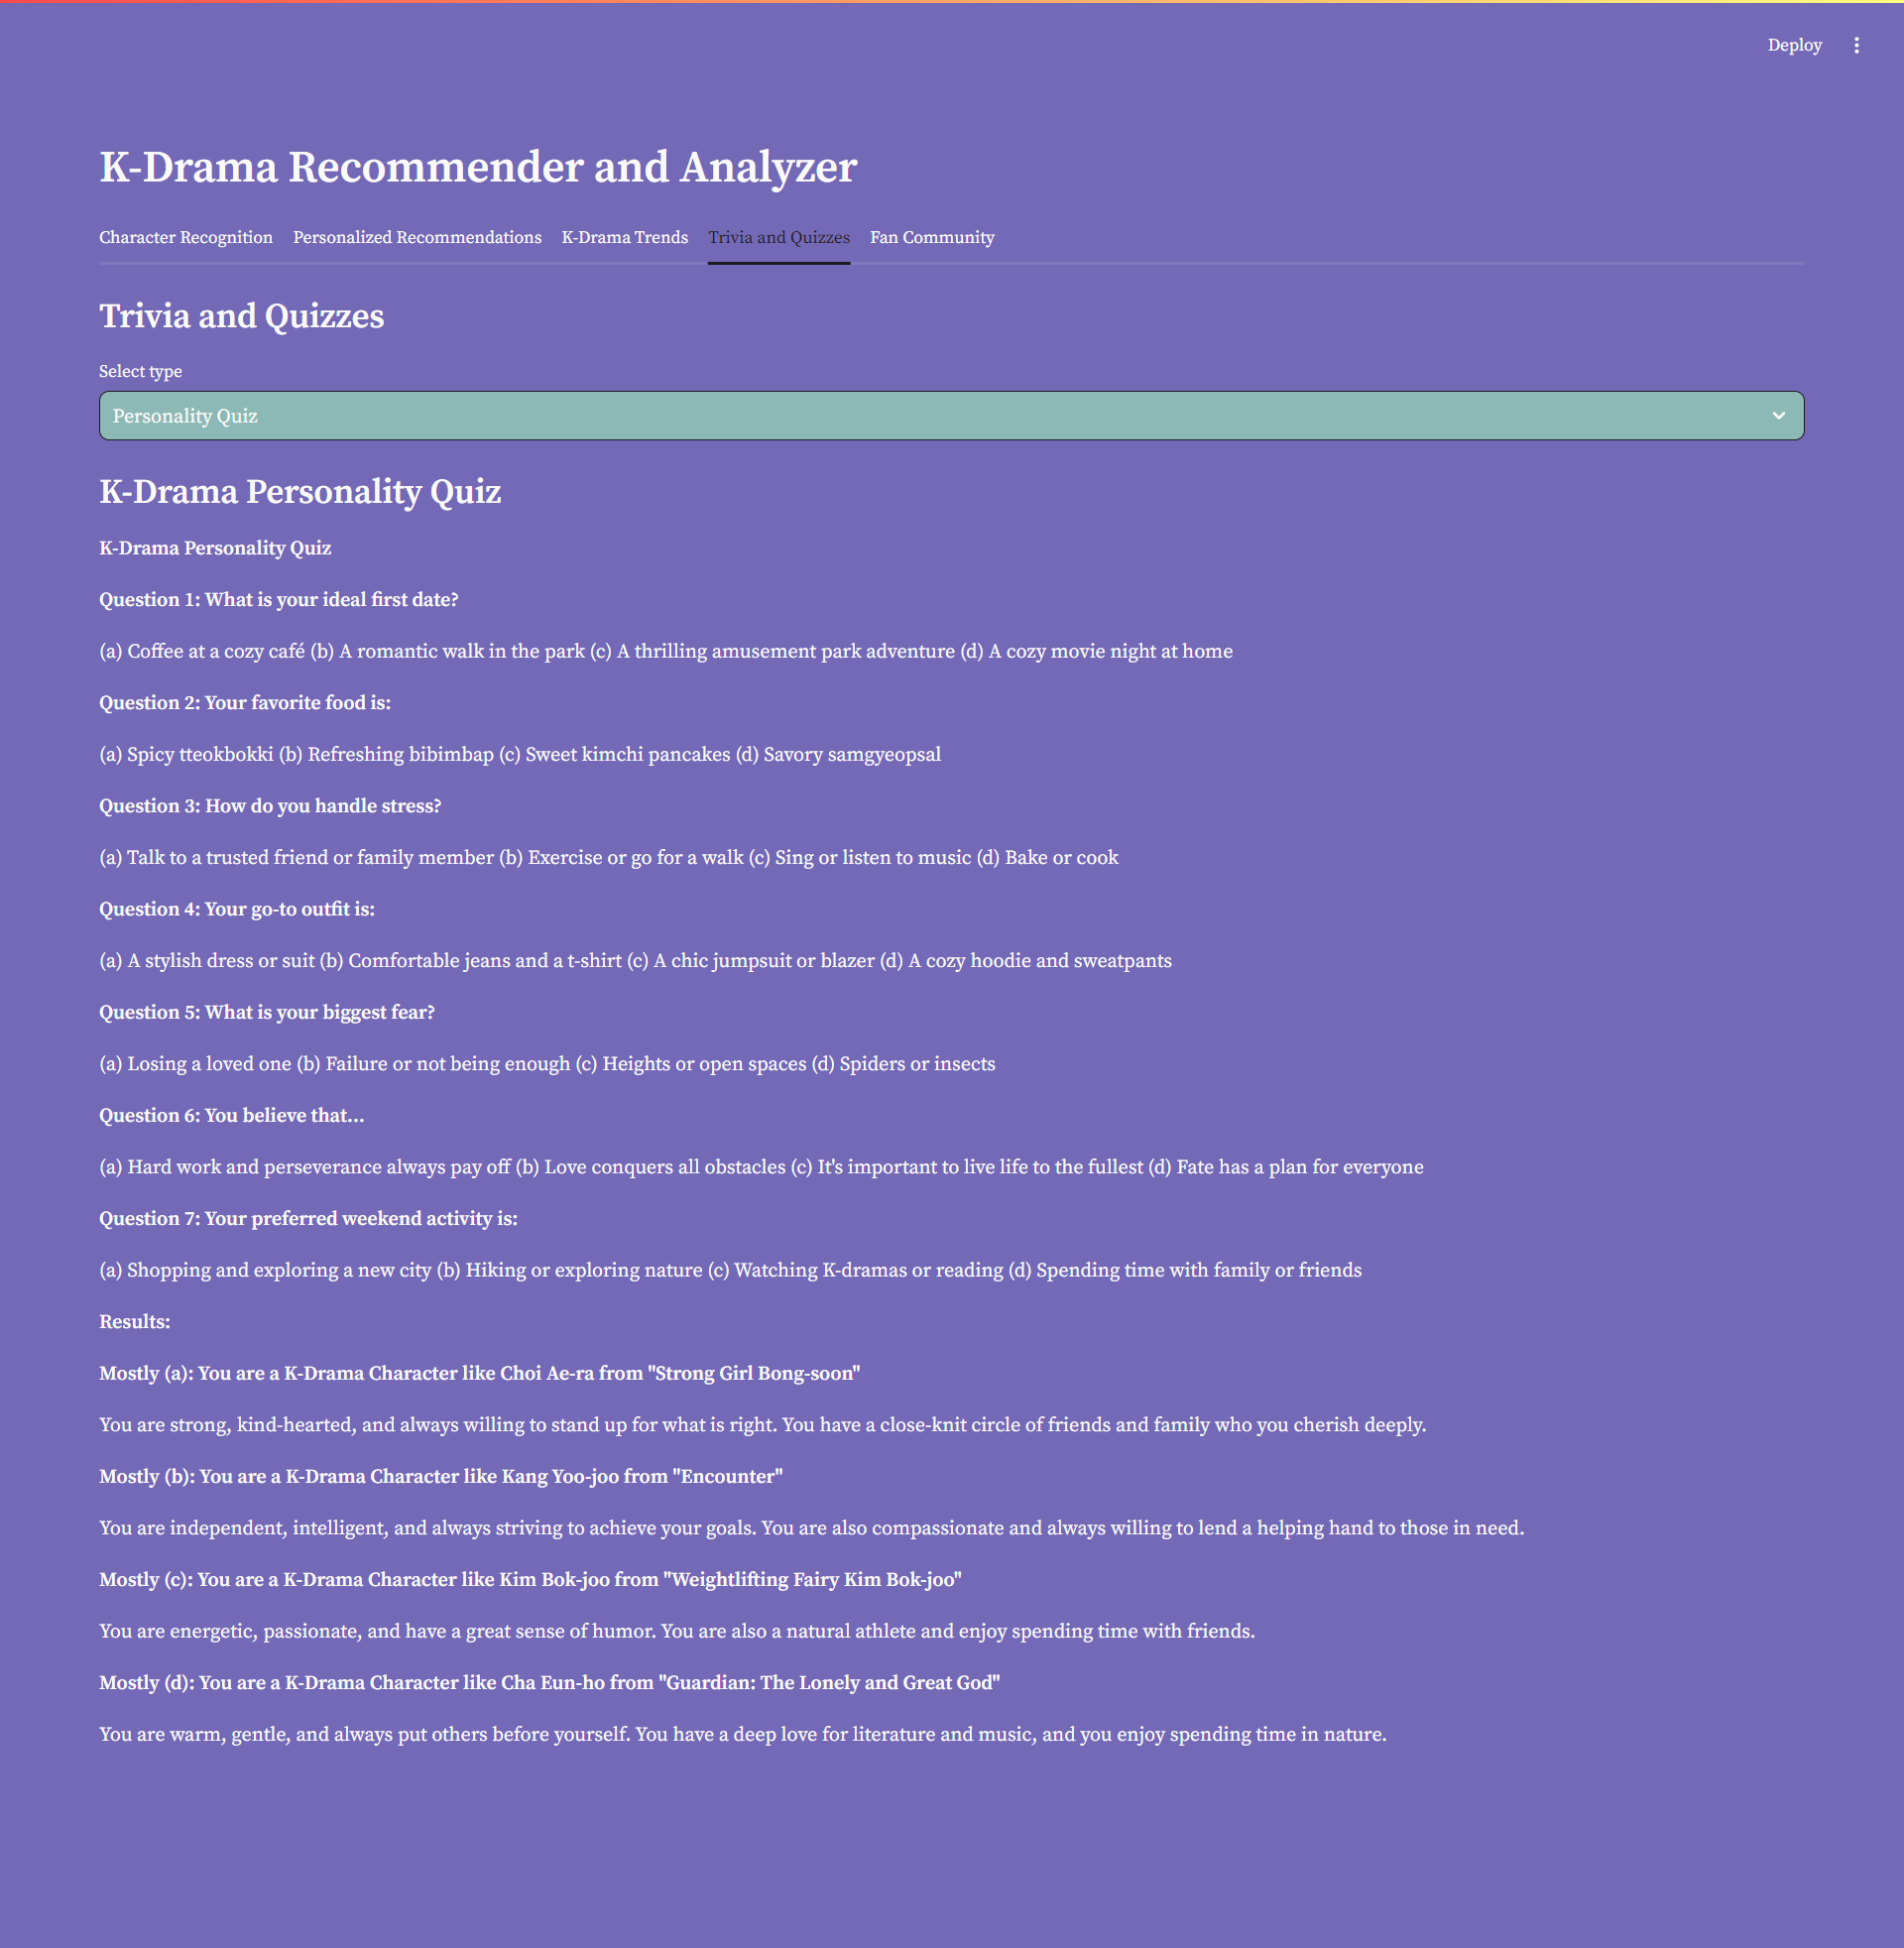 Deploy
K-Drama Recommender and Analyzer
Character Recognition Personalized Recommendations K-Drama Trends Trivia and Quizzes Fan Community
Trivia and Quizzes
Select type
Personality Quiz
K-Drama Personality Quiz
K-Drama Personality Quiz
Question 1: What is your ideal first date?
(a) Coffee at a cozy café (b) A romantic walk in the park (c) A thrilling amusement park adventure (d) A cozy movie night at home
Question 2: Your favorite food is:
(a) Spicy tteokbokki (b) Refreshing bibimbap (c) Sweet kimchi pancakes (d) Savory samgyeopsal
Question 3: How do you handle stress?
(a) Talk to a trusted friend or family member (b) Exercise or go for a walk (c) Sing or listen to music (d) Bake or cook
Question 4: Your go-to outfit is:
(a) A stylish dress or suit (b) Comfortable jeans and a t-shirt (c) A chic jumpsuit or blazer (d) A cozy hoodie and sweatpants
Question 5: What is your biggest fear?
(a) Losing a loved one (b) Failure or not being enough (c) Heights or open spaces (d) Spiders or insects
Question 6: You believe that...
(a) Hard work and perseverance always pay off (b) Love conquers all obstacles (c) It's important to live life to the fullest (d) Fate has a plan for everyone
Question 7: Your preferred weekend activity is:
(a) Shopping and exploring a new city (b) Hiking or exploring nature (c) Watching K-dramas or reading (d) Spending time with family or friends
Results:
Mostly (a): You are a K-Drama Character like Choi Ae-ra from "Strong Girl Bong-soon"
You are strong, kind-hearted, and always willing to stand up for what is right. You have a close-knit circle of friends and family who you cherish deeply.
Mostly (b): You are a K-Drama Character like Kang Yoo-joo from "Encounter"
You are independent, intelligent, and always striving to achieve your goals. You are also compassionate and always willing to lend a helping hand to those in need.
Mostly (c): You are a K-Drama Character like Kim Bok-joo from "Weightlifting Fairy Kim Bok-joo"
You are energetic, passionate, and have a great sense of humor. You are also a natural athlete and enjoy spending time with friends.
Mostly (d): You are a K-Drama Character like Cha Eun-ho from "Guardian: The Lonely and Great God"
You are warm, gentle, and always put others before yourself. You have a deep love for literature and music, and you enjoy spending time in nature.